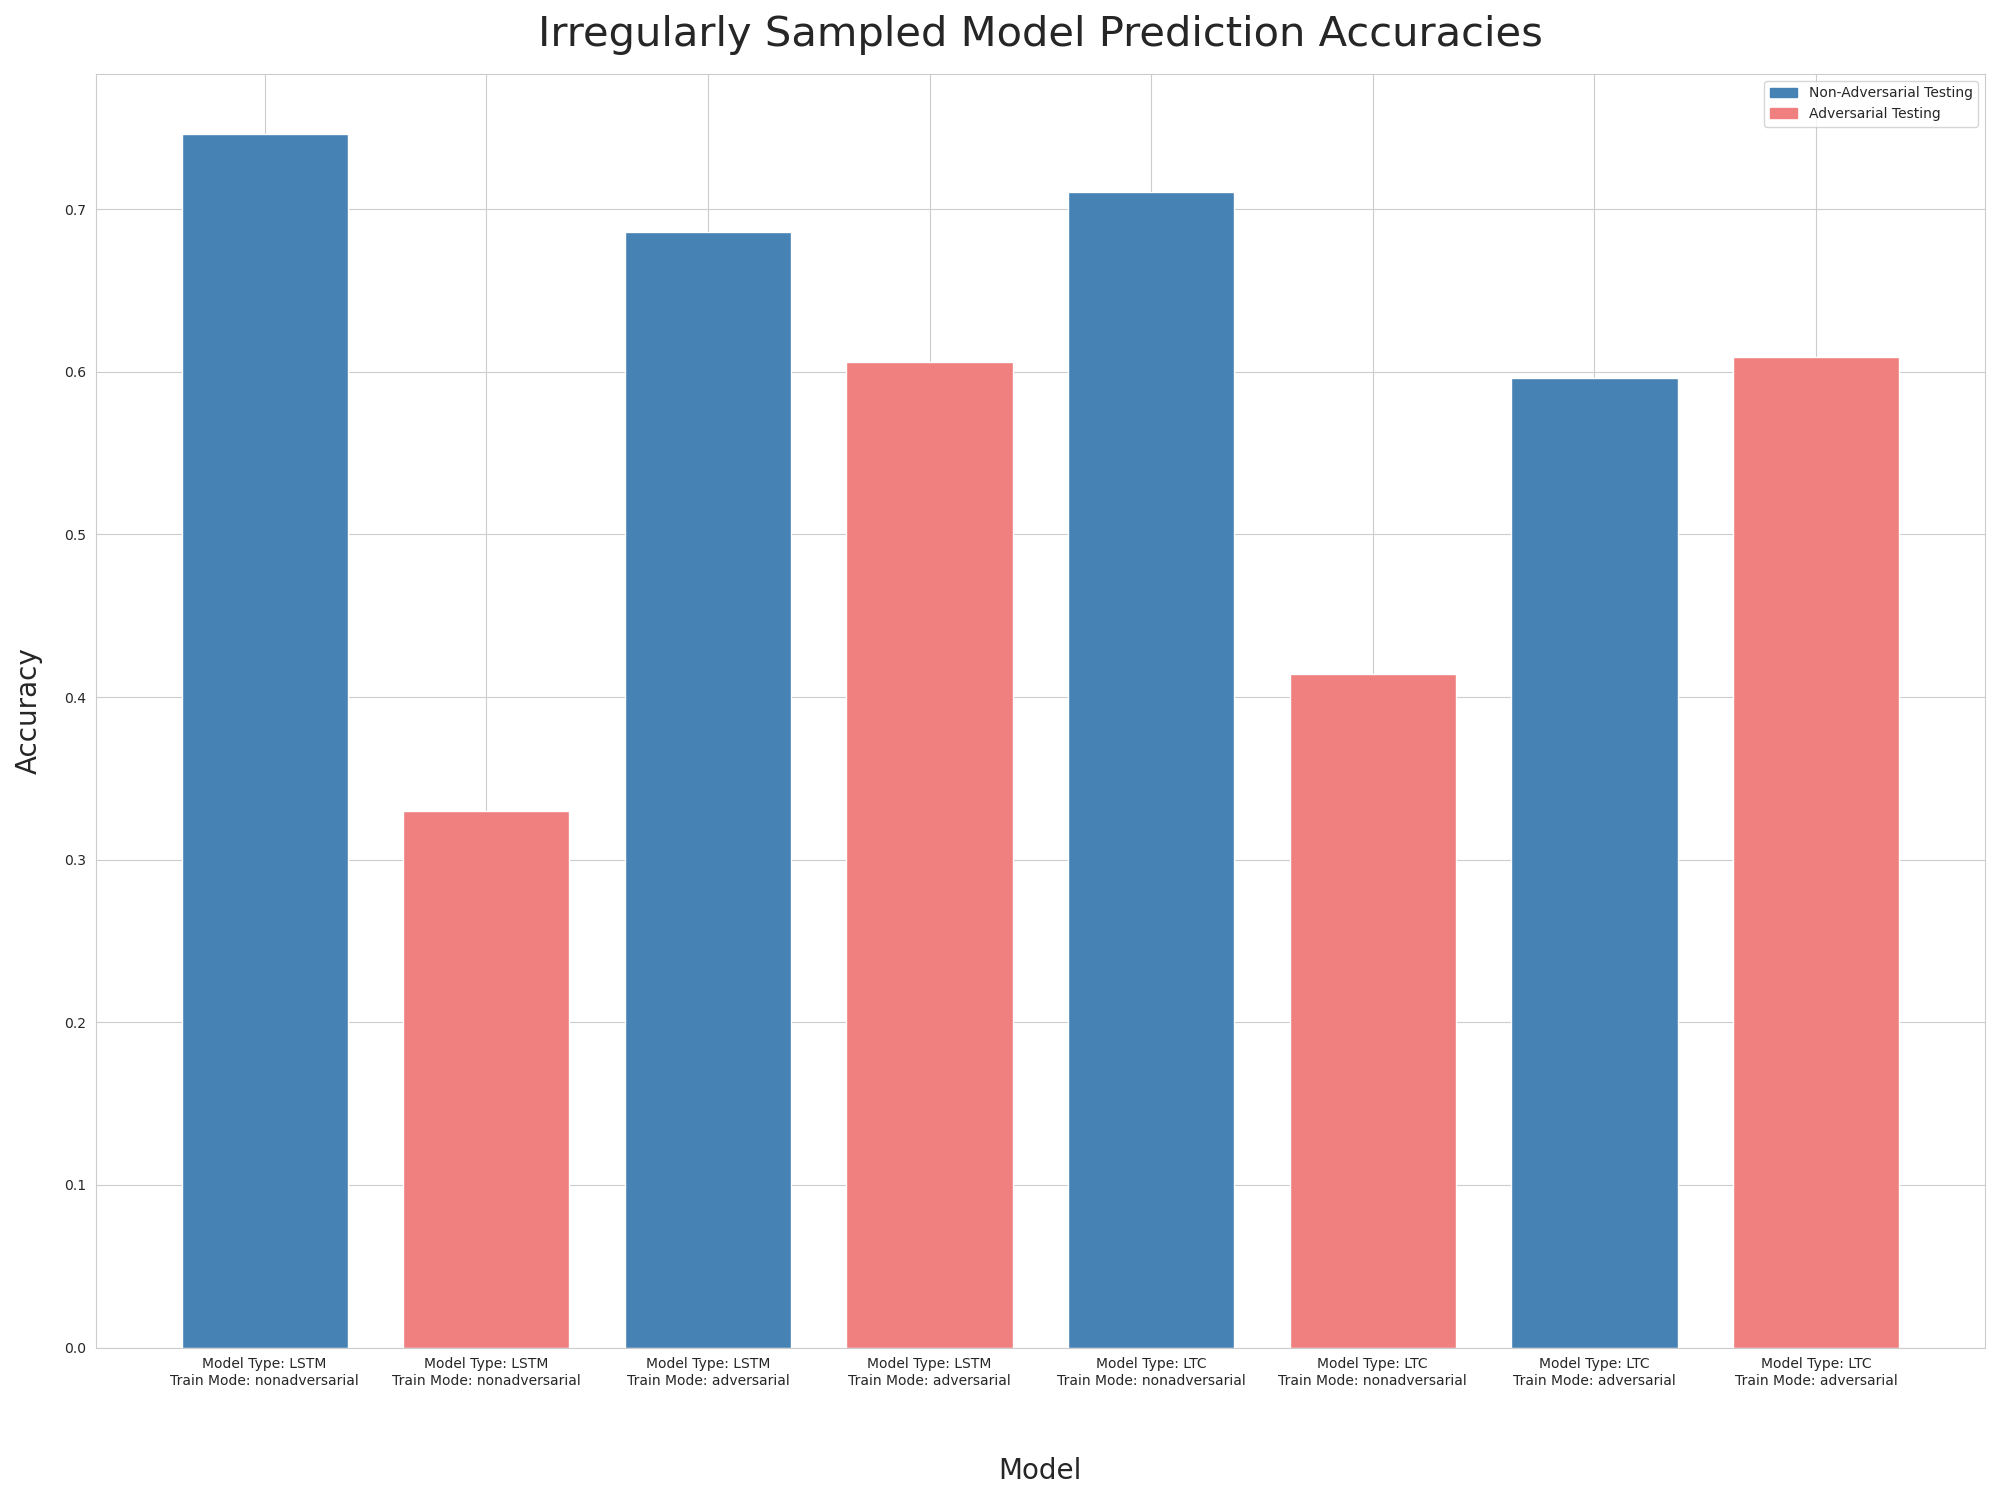 Irregularly Sampled Model Prediction Accuracies
Non-Adversarial Testing
Adversarial Testing
Accuracy
0.7
0.6
0.5
0.4
0.3
0.2
0.1
0.0
Model Type: LSTM
Train Mode: nonadversarial
Model Type: LSTM
Train Mode: nonadversarial
Model Type: LSTM
Train Mode: adversarial
Model Type: LSTM
Train Mode: adversarial
Model Type: LTC
Train Mode: nonadversarial
Model Type: LTC
Train Mode: nonadversarial
Model Type: LTC
Train Mode: adversarial
Model Type: LTC
Train Mode: adversarial
Model